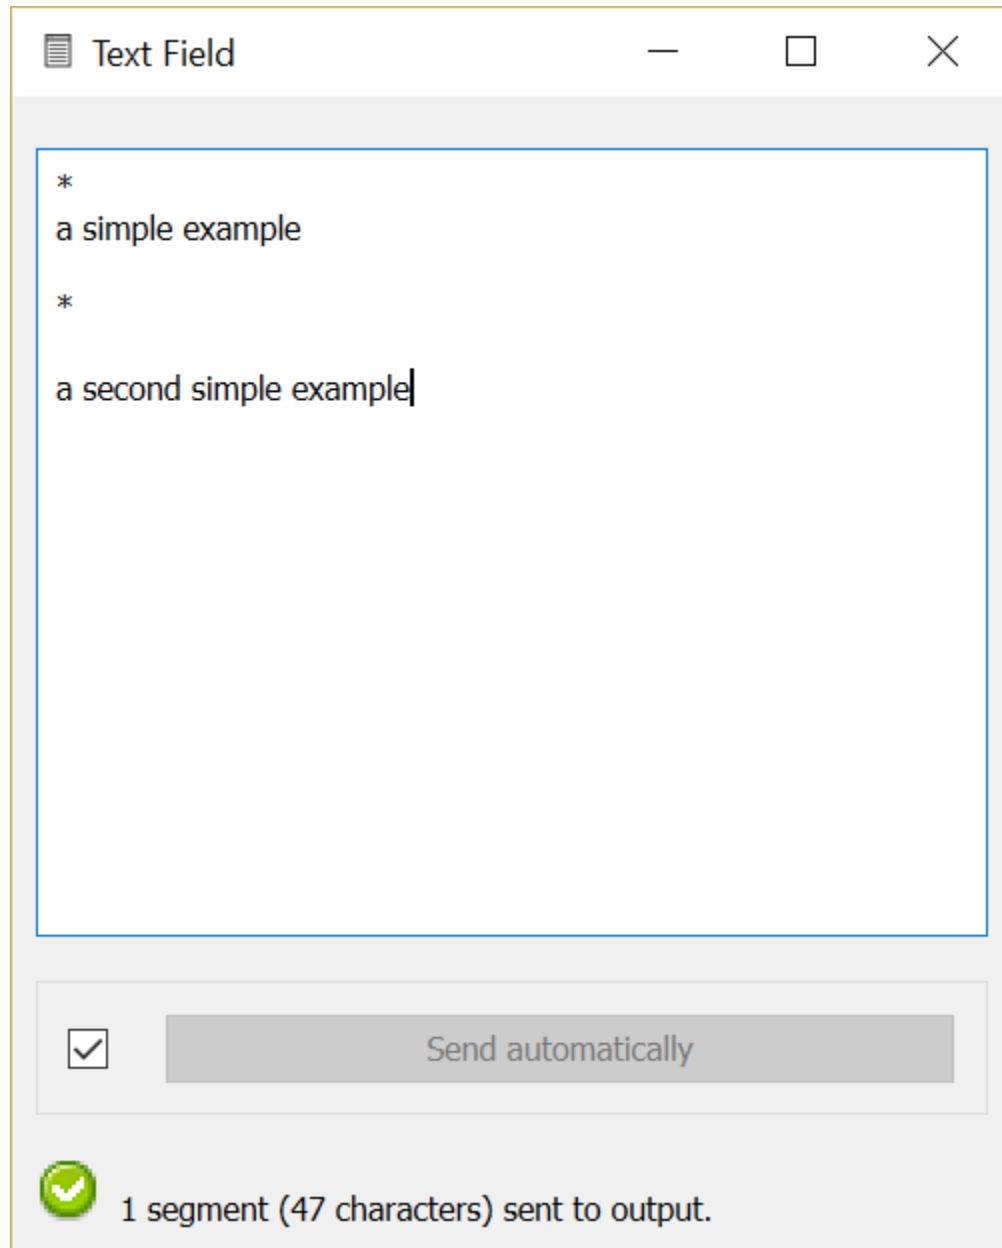 Text Field
*
a simple example
*
a second simple example
Send automatically
1 segment (47 characters) sent to output.